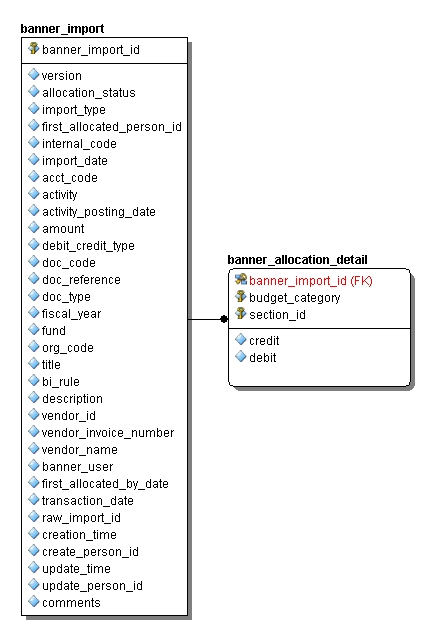 banner_import
banner_import_id
version
allocation_status
import_type
first_allocated_person_id
internal_code
import_date
acct_code
activity
activity_posting_date
amount
debit_credit_type
doc_code
doc_reference
doc_type
fiscal_year
fund
org_code
title
bi_rule
description
vendor_id
vendor_invoice_number
vendor_name
banner_user
first_allocated_by_date
transaction_date
raw_import_id
creation_time
create_person_id
update_time
update_person_id
comments
banner_allocation_detail
banner_import_id (FK)
budget_category
section_id
credit
debit